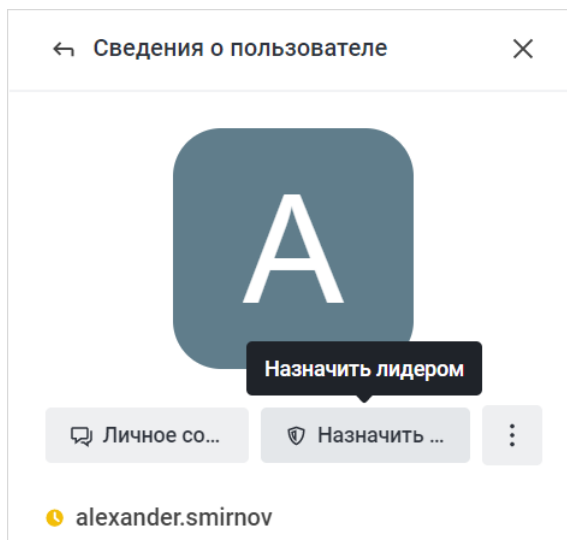 Сведения о пользователе
A
Назначить лидером
Личное со...
Назначить ...
alexander.smirnov